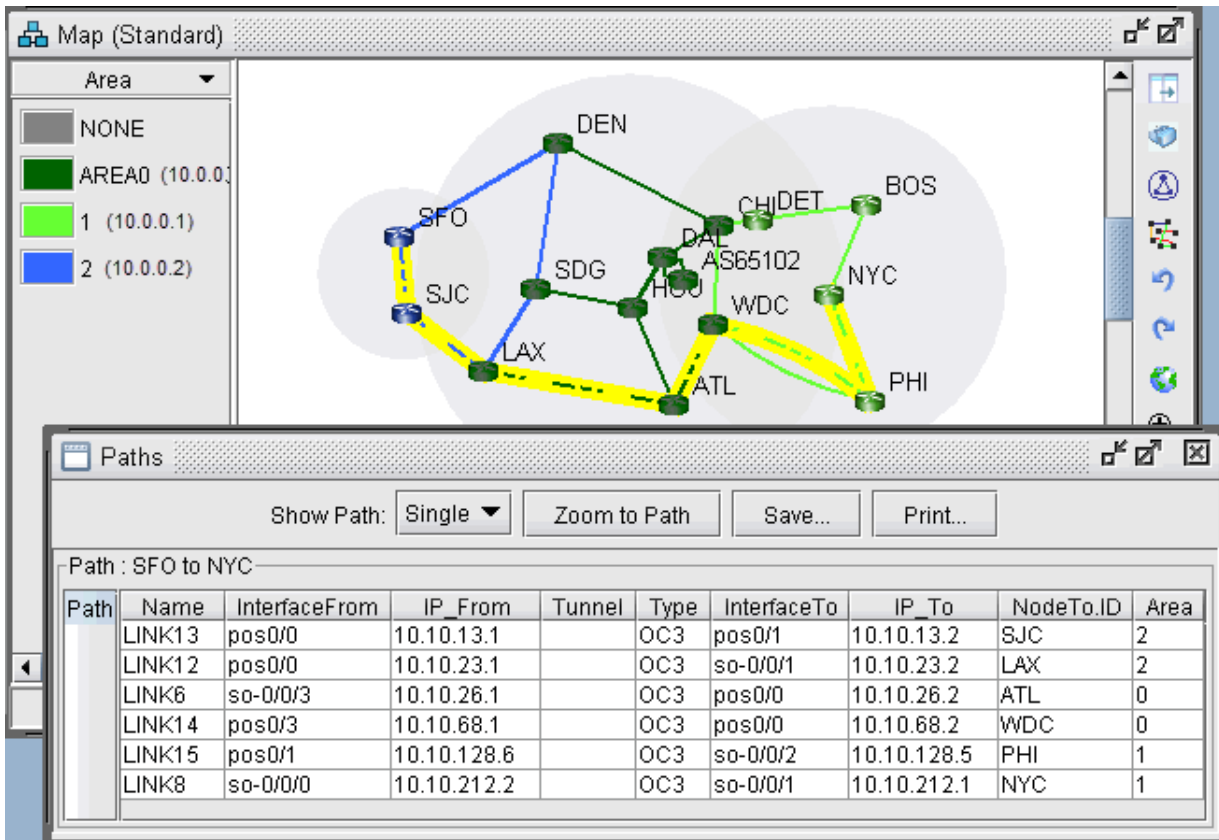 Map (Standard)
Area
NONE
AREA0 (10.0.0.
1 (10.0.0.1)
2 (10.0.0.2)
DEN
BOS
SFO
CHI
DET
DAL
AS65102
SDG
HOU
NYC
SJC
WDC
LAX
ATL
PHI
Paths
Show Path: Single Zoom to Path Save... Print...
Path : SFO to NYC
Path Name InterfaceFrom IP_From Tunnel Type InterfaceTo IP_To NodeTo.ID Area
LINK13 pos0/0 10.10.13.1 OC3 pos0/1 10.10.13.2 SJC 2
LINK12 pos0/0 10.10.23.1 OC3 so-0/0/1 10.10.23.2 LAX 2
LINK6 so-0/0/3 10.10.26.1 OC3 pos0/0 10.10.26.2 ATL 0
LINK14 pos0/3 10.10.68.1 OC3 pos0/0 10.10.68.2 WDC 0
LINK15 pos0/1 10.10.128.6 OC3 so-0/0/2 10.10.128.5 PHI 1
LINK8 so-0/0/0 10.10.212.2 OC3 so-0/0/1 10.10.212.1 NYC 1